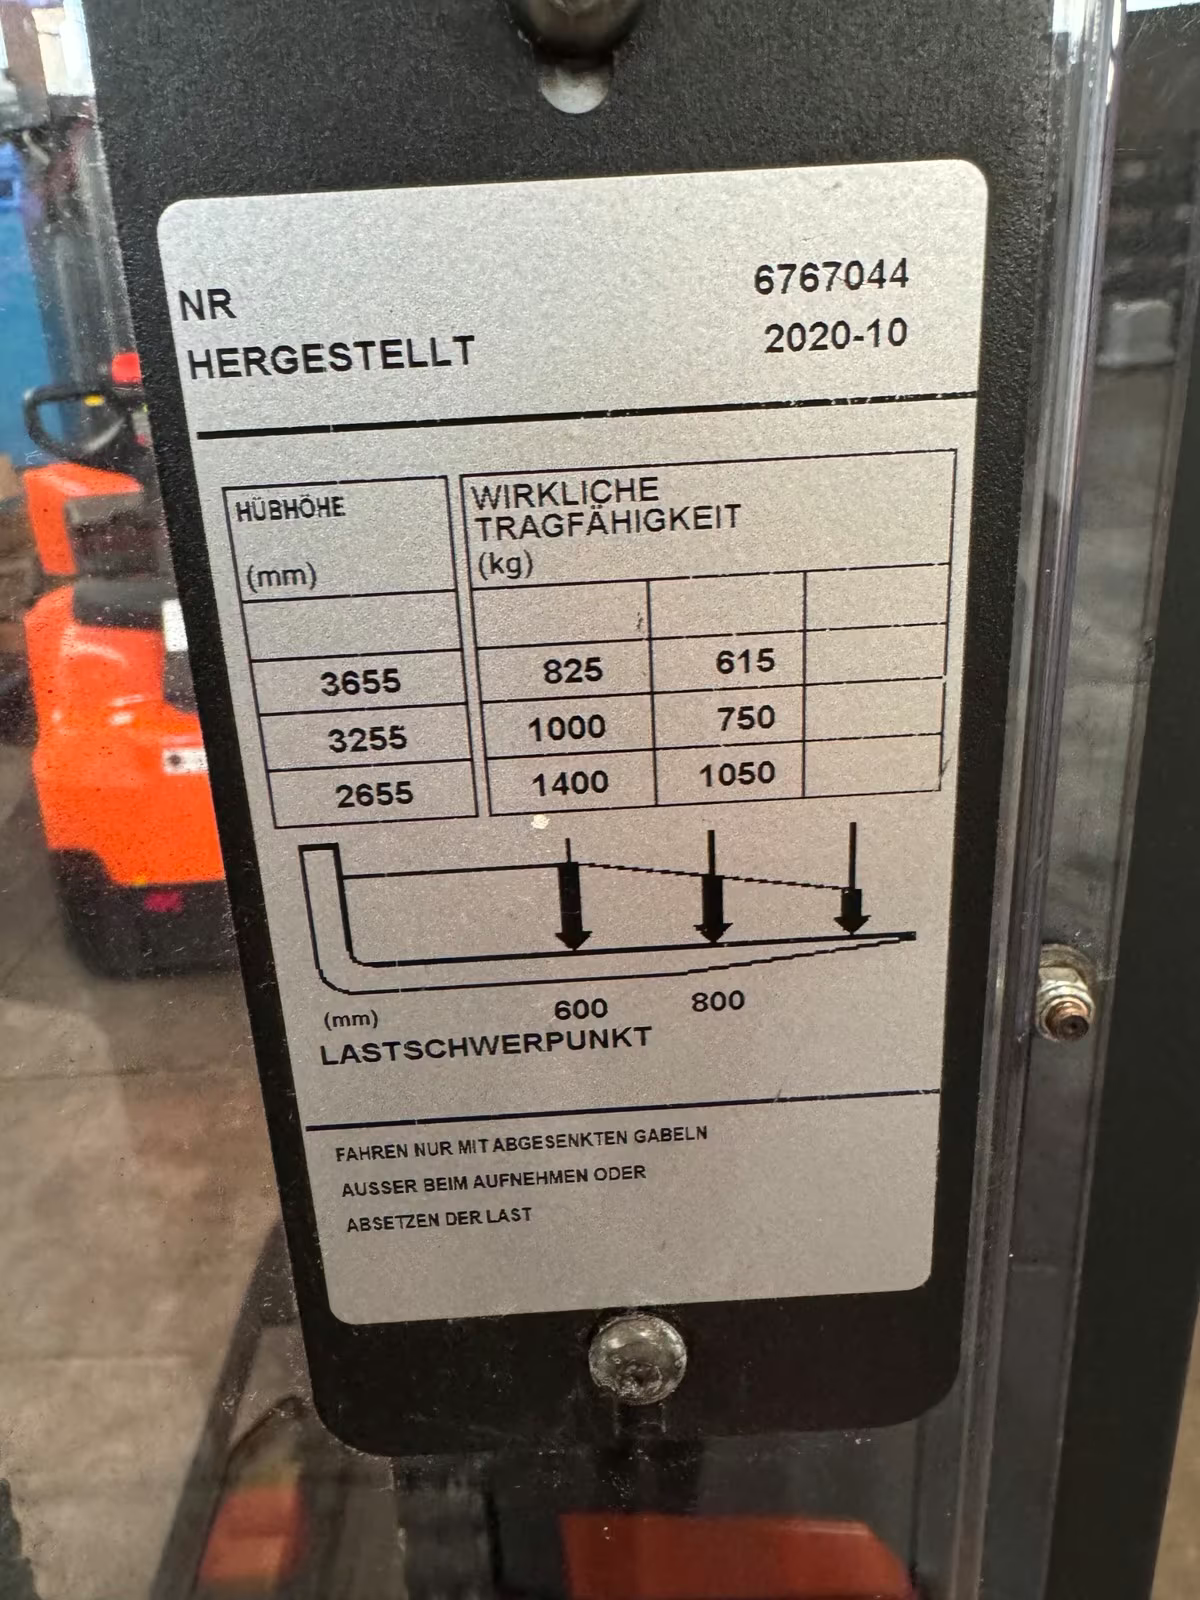 NR 6767044
HERGESTELLT 2020-10
HÜBHÖHE
(mm)
WIRKLICHE
TRAGFÄHIGKEIT
(kg)
3655 825 615
3255 1000 750
2655 1400 1050
(mm) 600 800
LASTSCHWERPUNKT
FAHREN NUR MIT ABGESENKTEN GABELN
AUSSER BEIM AUFNEHMEN ODER
ABSETZEN DER LAST